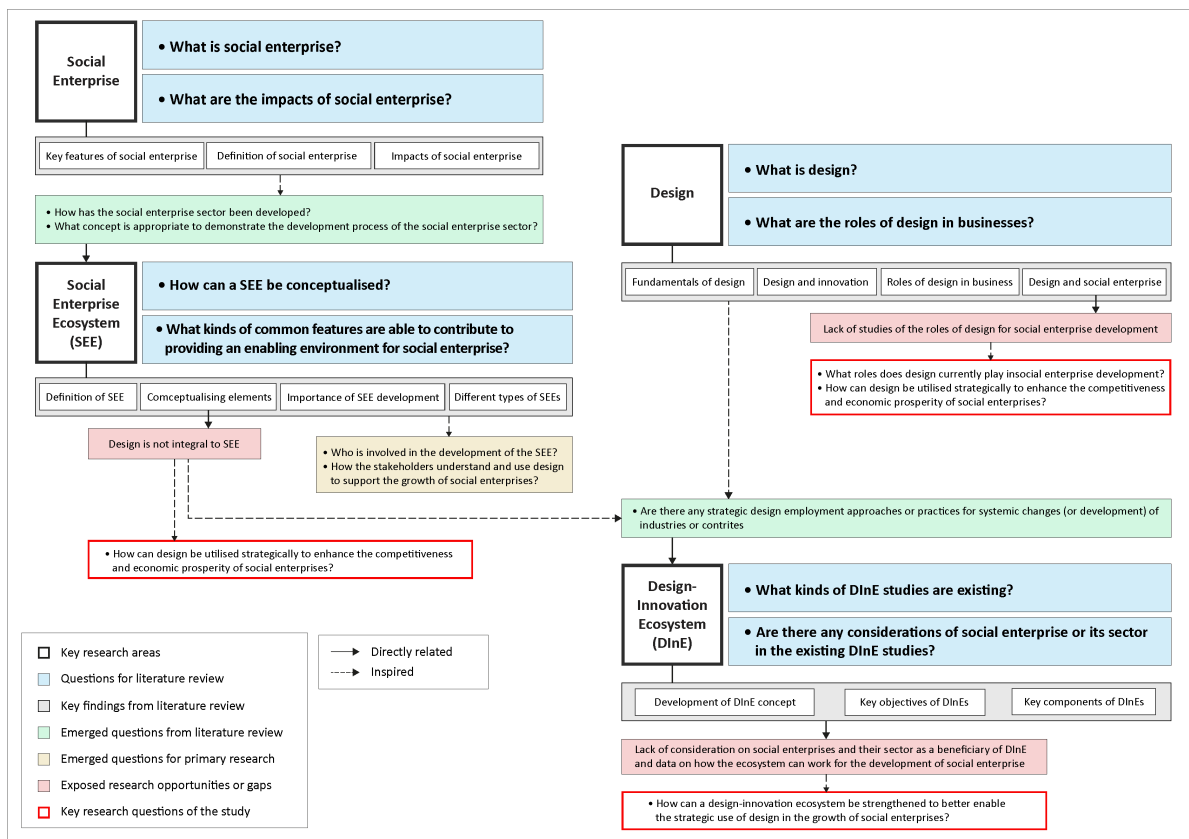 Social
Enterprise
• What is social enterprise?
• What are the impacts of social enterprise?
Key features of social enterprise
Definition of social enterprise
Impacts of social enterprise
• How has the social enterprise sector been developed?
• What concept is appropriate to demonstrate the development process of the social enterprise sector?
Social
Enterprise
Ecosystem
(SEE)
• How can a SEE be conceptualised?
• What kinds of common features are able to contribute to
providing an enabling environment for social enterprise?
Definition of SEE
Comceptualising elements
Importance of SEE development
Different types of SEEs
Design is not integral to SEE
• Who is involved in the development of the SEE?
• How the stakeholders understand and use design
to support the growth of social enterprises?
• How can design be utilised strategically to enhance the competitiveness
and economic prosperity of social enterprises?
Design
• What is design?
• What are the roles of design in businesses?
Fundamentals of design
Design and innovation
Roles of design in business
Design and social enterprise
Lack of studies of the roles of design for social enterprise development
• What roles does design currently play insocial enterprise development?
• How can design be utilised strategically to enhance the competitiveness
and economic prosperity of social enterprises?
• Are there any strategic design employment approaches or practices for systemic changes (or development) of
industries or contrites
Design-
Innovation
Ecosystem
(DInE)
• What kinds of DInE studies are existing?
• Are there any considerations of social enterprise or its sector
in the existing DInE studies?
Development of DInE concept
Key objectives of DInEs
Key components of DInEs
Lack of consideration on social enterprises and their sector as a beneficiary of DInE
and data on how the ecosystem can work for the development of social enterprise
• How can a design-innovation ecosystem be strengthened to better enable
the strategic use of design in the growth of social enterprises?
Key research areas
Questions for literature review
Key findings from literature review
Emerged questions from literature review
Emerged questions for primary research
Exposed research opportunities or gaps
Key research questions of the study
Directly related
Inspired